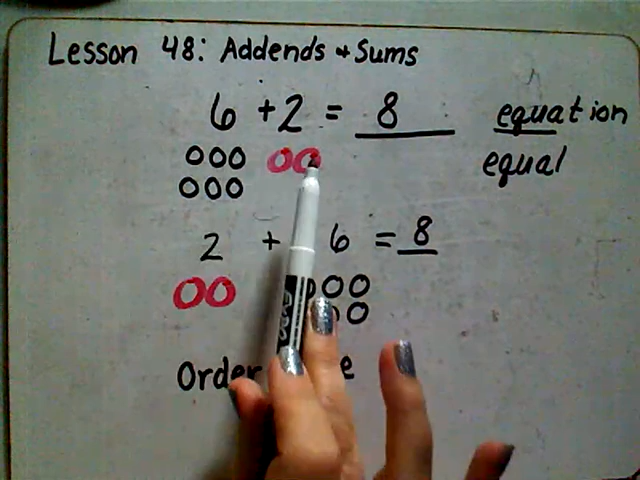 Lesson 48: Addends + Sums
6 + 2 = 8 equation
equal
2 + 6 = 8
Order